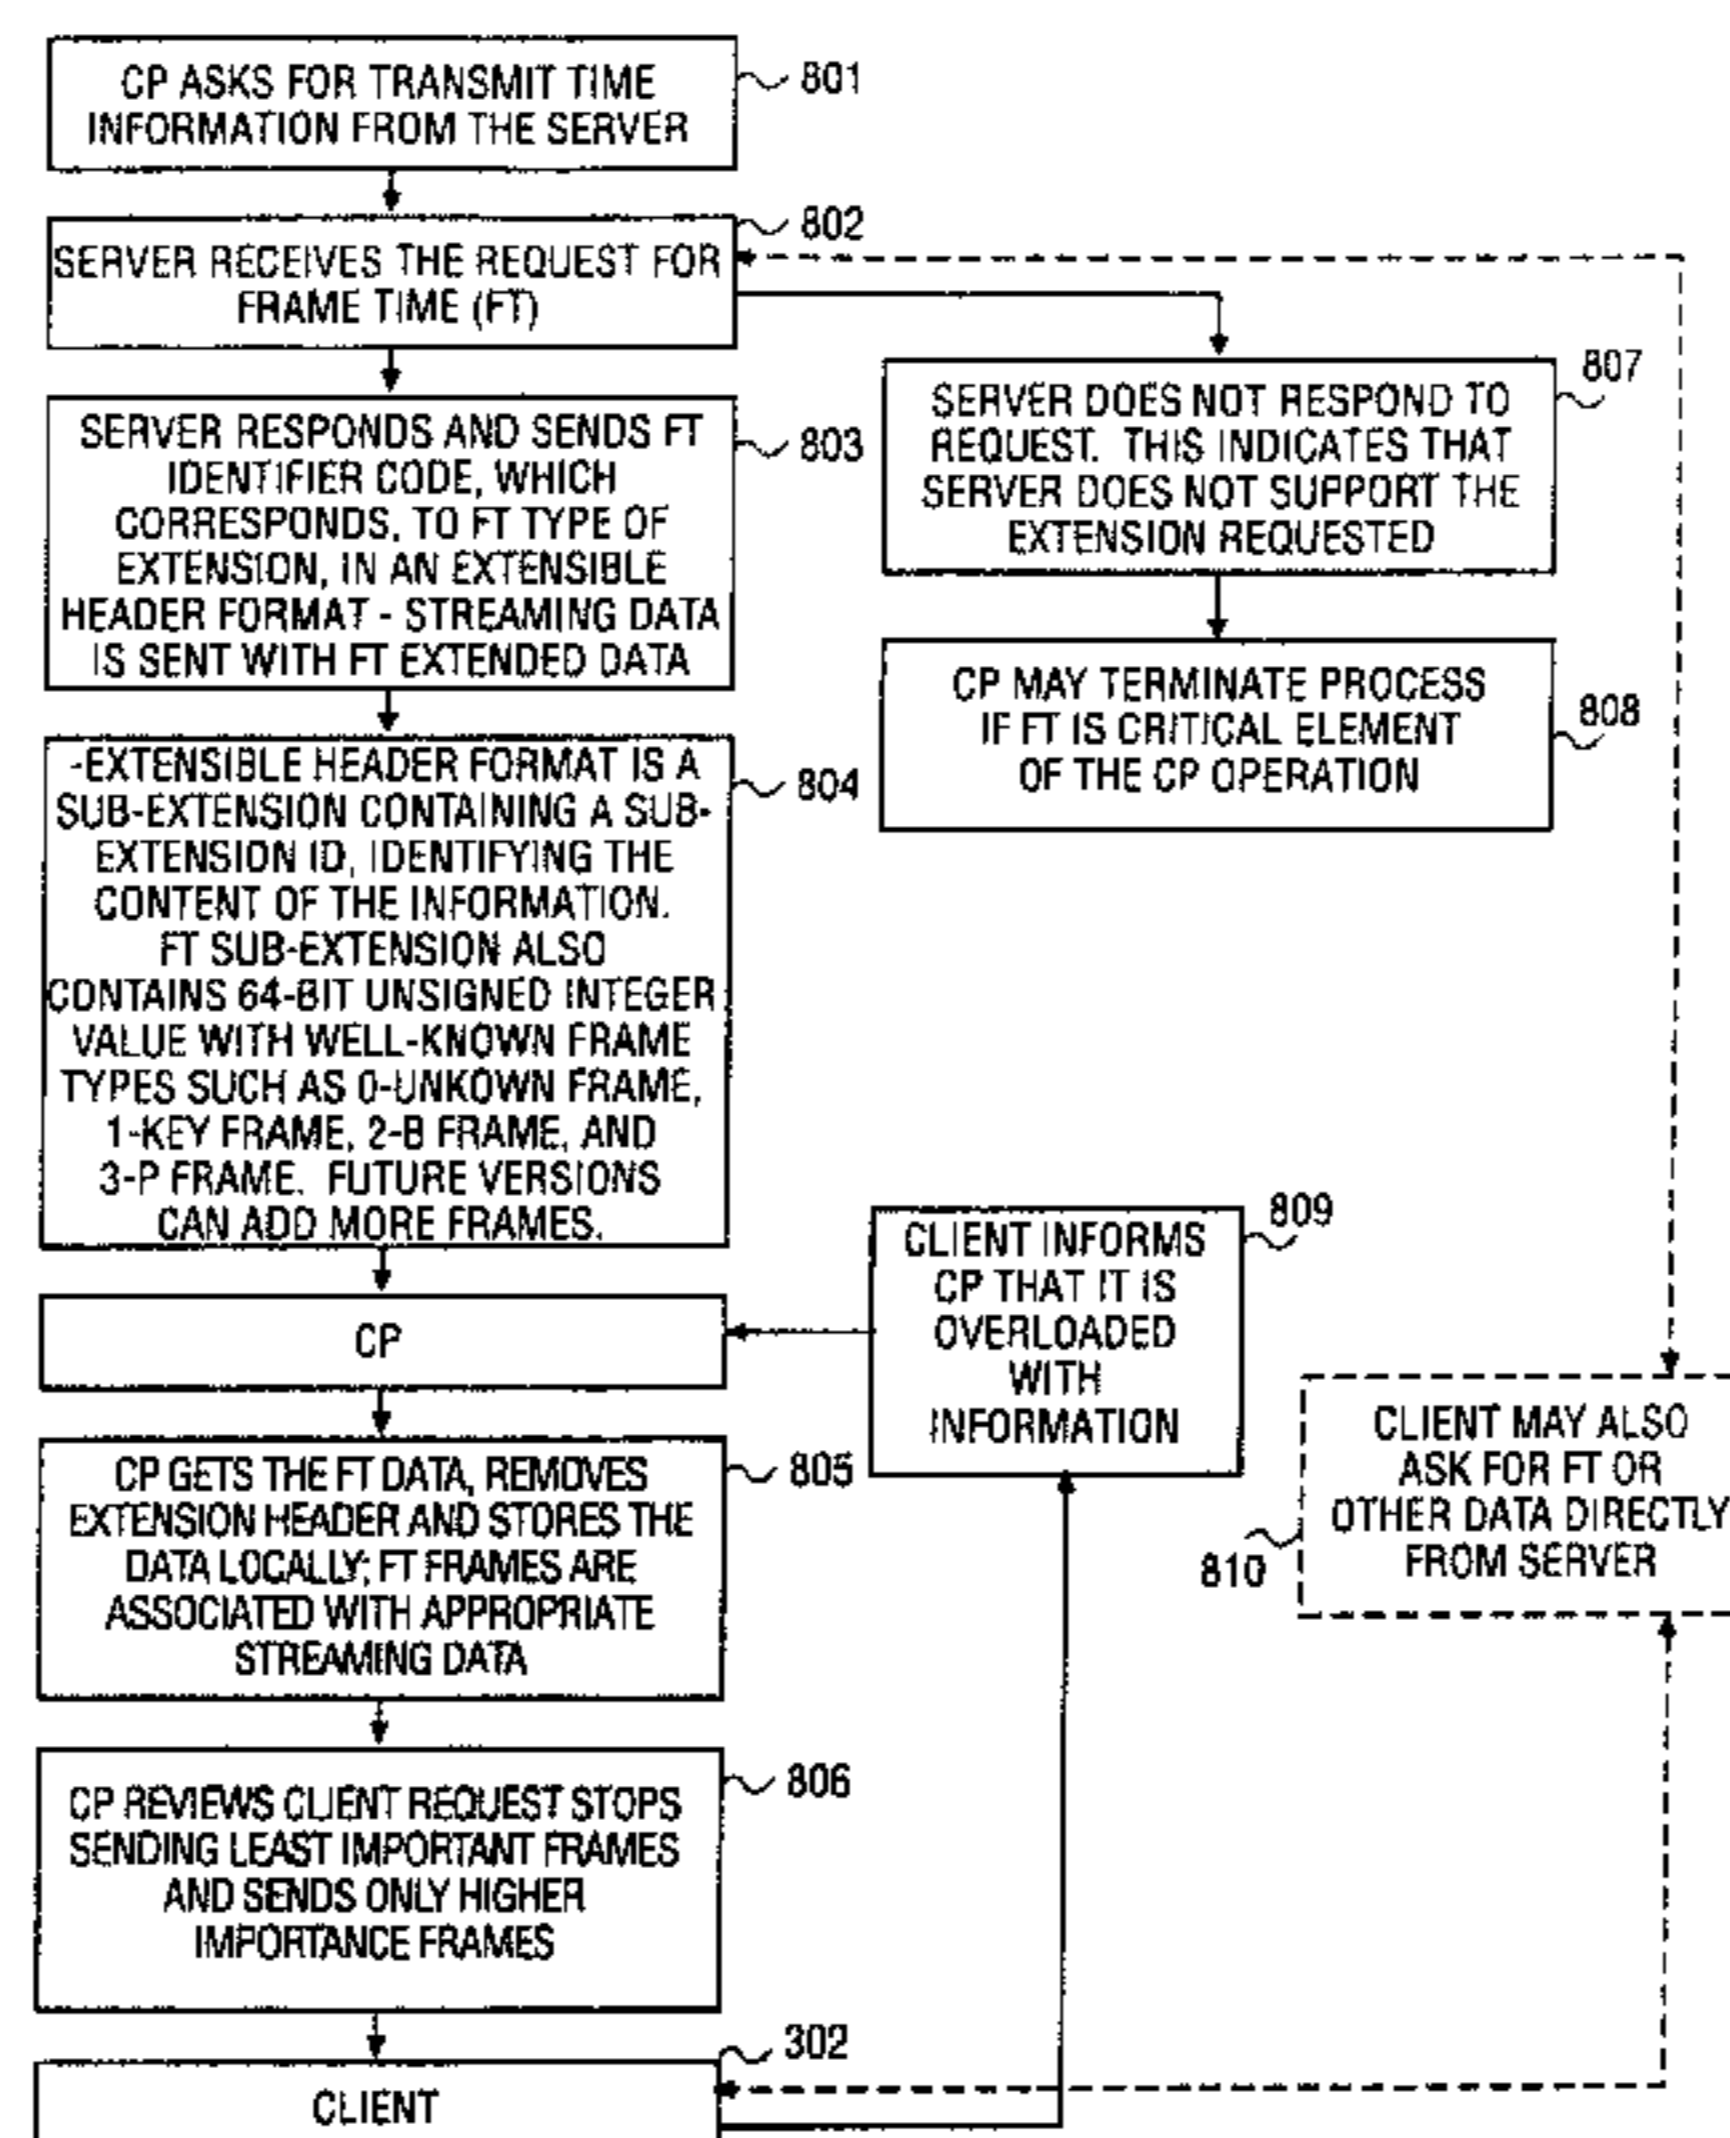 CP ASKS FOR TRANSMIT TIME
INFORMATION FROM THE SERVER
801
SERVER RECEIVES THE REQUEST FOR
FRAME TIME (FT)
802
SERVER RESPONDS AND SENDS FT
IDENTIFIER CODE, WHICH
CORRESPONDS, TO FT TYPE OF
EXTENSION, IN AN EXTENSIBLE
HEADER FORMAT - STREAMING DATA
IS SENT WITH FT EXTENDED DATA
803
SERVER DOES NOT RESPOND TO
REQUEST. THIS INDICATES THAT
SERVER DOES NOT SUPPORT THE
EXTENSION REQUESTED
807
CP MAY TERMINATE PROCESS
IF FT IS CRITICAL ELEMENT
OF THE CP OPERATION
808
-EXTENSIBLE HEADER FORMAT IS A
SUB-EXTENSION CONTAINING A SUB-
EXTENSION ID, IDENTIFYING THE
CONTENT OF THE INFORMATION.
FT SUB-EXTENSION ALSO
CONTAINS 64-BIT UNSIGNED INTEGER
VALUE WITH WELL-KNOWN FRAME
TYPES SUCH AS 0-UNKOWN FRAME,
1-KEY FRAME, 2-B FRAME, AND
3-P FRAME. FUTURE VERSIONS
CAN ADD MORE FRAMES.
804
CP
CLIENT INFORMS
CP THAT IT IS
OVERLOADED
WITH
INFORMATION
809
CLIENT MAY ALSO
ASK FOR FT OR
OTHER DATA DIRECTLY
FROM SERVER
810
CP GETS THE FT DATA, REMOVES
EXTENSION HEADER AND STORES THE
DATA LOCALLY; FT FRAMES ARE
ASSOCIATED WITH APPROPRIATE
STREAMING DATA
805
CP REVIEWS CLIENT REQUEST STOPS
SENDING LEAST IMPORTANT FRAMES
AND SENDS ONLY HIGHER
IMPORTANCE FRAMES
806
CLIENT
302